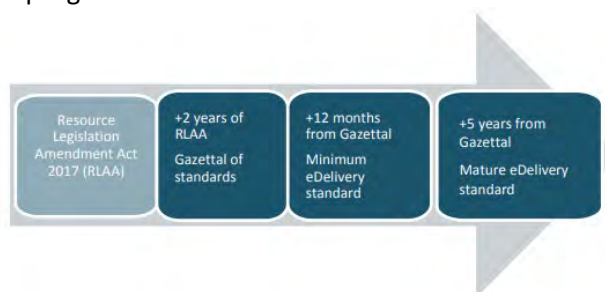 Resource
Legislation
Amendment Act
2017 (RLAA)
+2 years of
RLAA
Gazettal of
standards
+12 months
from Gazettal
Minimum
eDelivery
standard
+5 years from
Gazettal
Mature eDelivery
standard